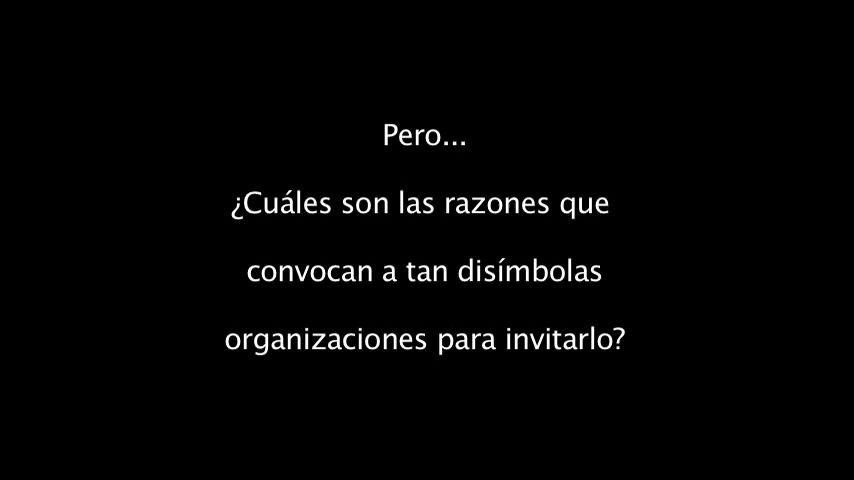 Pero...
¿Cuáles son las razones que
convocan a tan disímbolas
organizaciones para invitarlo?